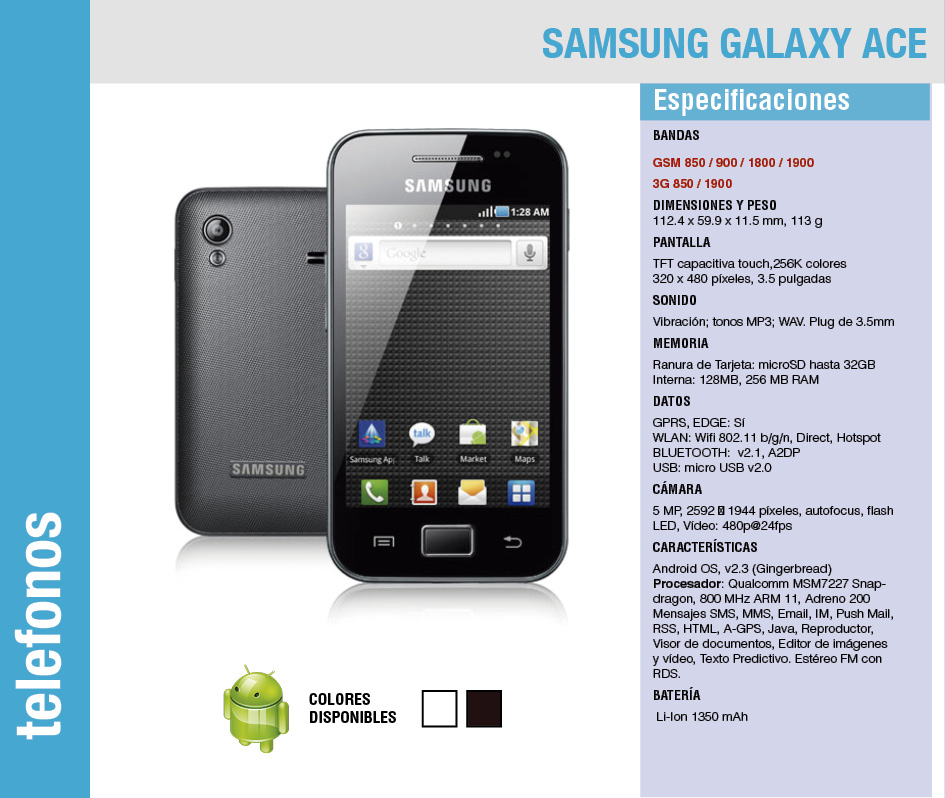 SAMSUNG GALAXY ACE
telefonos
SAMSUNG
SAMSUNG
1:28 AM
1
8
Google
Samsung Ap
talk
Talk
Market
Maps
COLORES
DISPONIBLES
Especificaciones
BANDAS
GSM 850 / 900 / 1800 / 1900
3G 850 / 1900
DIMENSIONES Y PESO
112.4 x 59.9 x 11.5 mm, 113 g
PANTALLA
TFT capacitiva touch,256K colores
320 x 480 píxeles, 3.5 pulgadas
SONIDO
Vibración; tonos MP3; WAV. Plug de 3.5mm
MEMORIA
Ranura de Tarjeta: microSD hasta 32GB
Interna: 128MB, 256 MB RAM
DATOS
GPRS, EDGE: Sí
WLAN: Wifi 802.11 b/g/n, Direct, Hotspot
BLUETOOTH:  v2.1, A2DP
USB: micro USB v2.0
CÁMARA
5 MP, 2592 1944 píxeles, autofocus, flash
LED, Vídeo: 480p@24fps
CARACTERÍSTICAS
Android OS, v2.3 (Gingerbread)
Procesador: Qualcomm MSM7227 Snap-
dragon, 800 MHz ARM 11, Adreno 200
Mensajes SMS, MMS, Email, IM, Push Mail,
RSS, HTML, A-GPS, Java, Reproductor,
Visor de documentos, Editor de imágenes
y vídeo, Texto Predictivo. Estéreo FM con
RDS.
BATERÍA
Li-Ion 1350 mAh